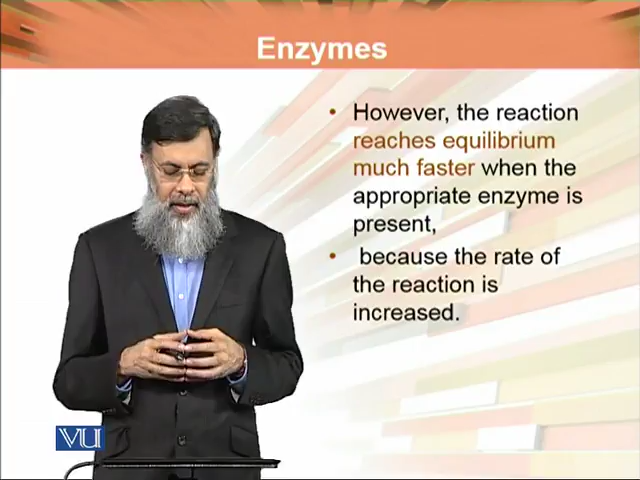 Enzymes
• However, the reaction
reaches equilibrium
much faster when the
appropriate enzyme is
present,
• because the rate of
the reaction is
increased.
VU